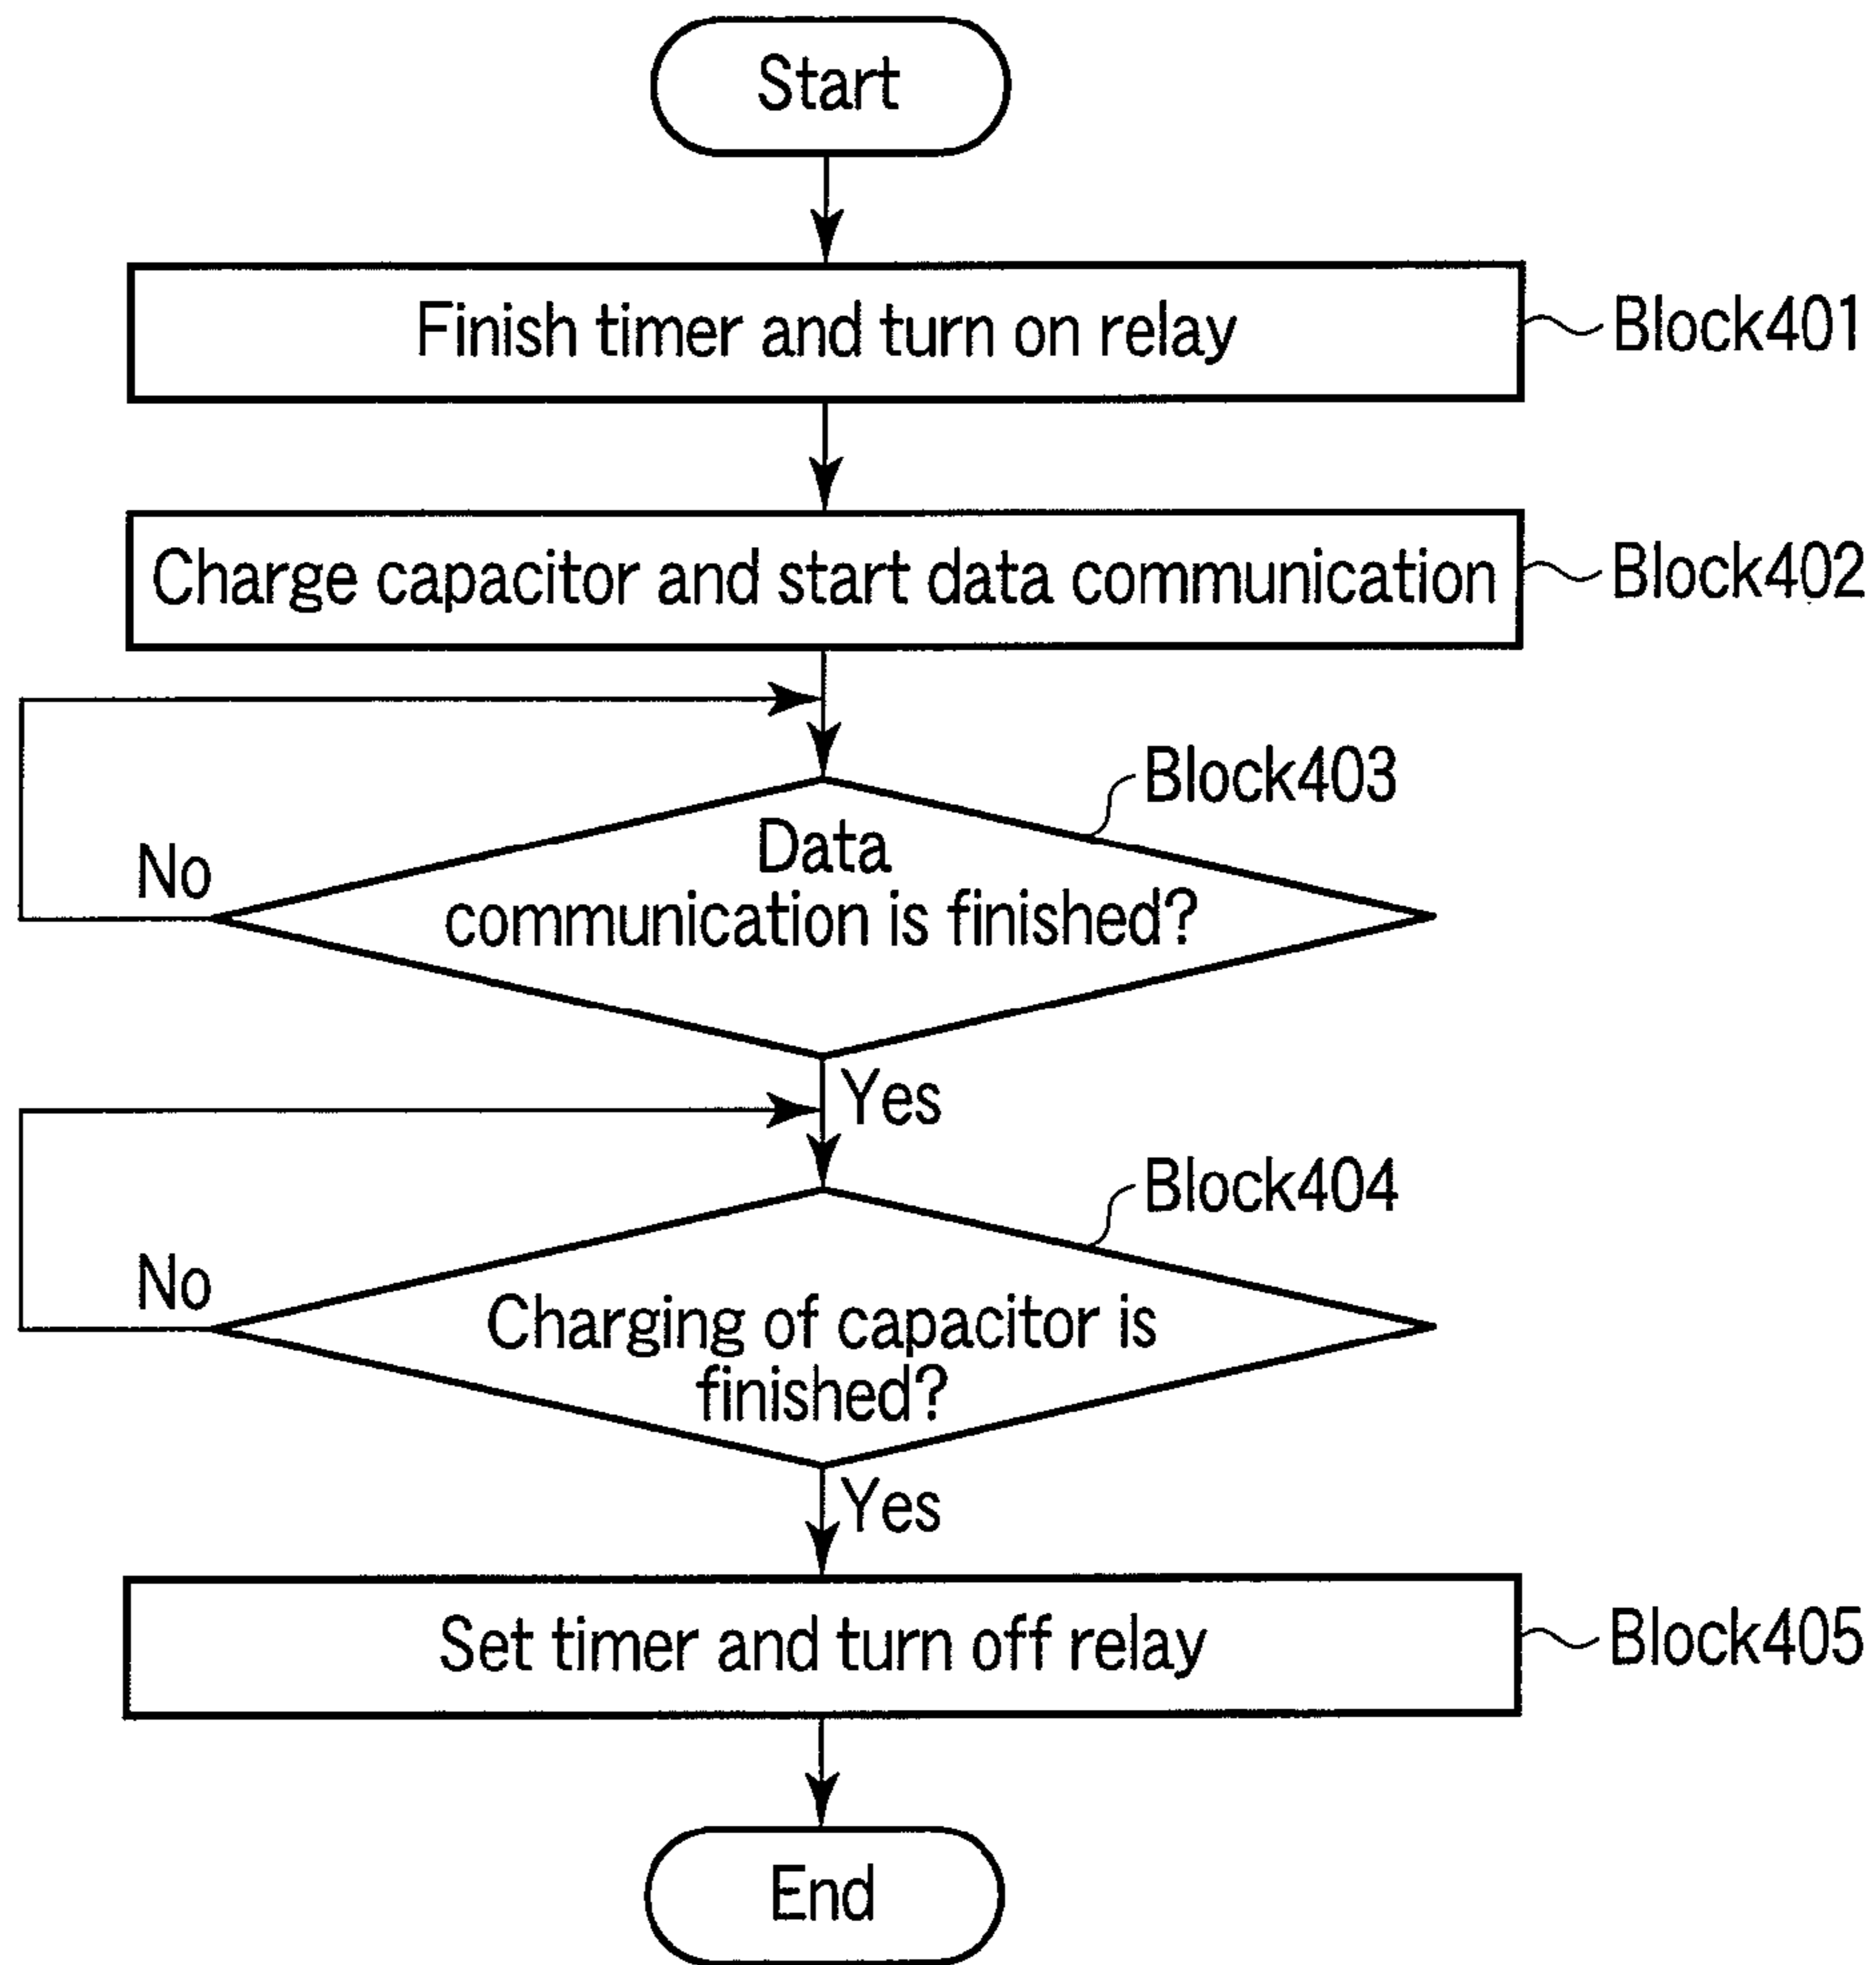 Start
Finish timer and turn on relay
Block401
Charge capacitor and start data communication
Block402
Block403
Data
communication is finished?
No
Yes
Block404
Charging of capacitor is
finished?
No
Yes
Set timer and turn off relay
Block405
End